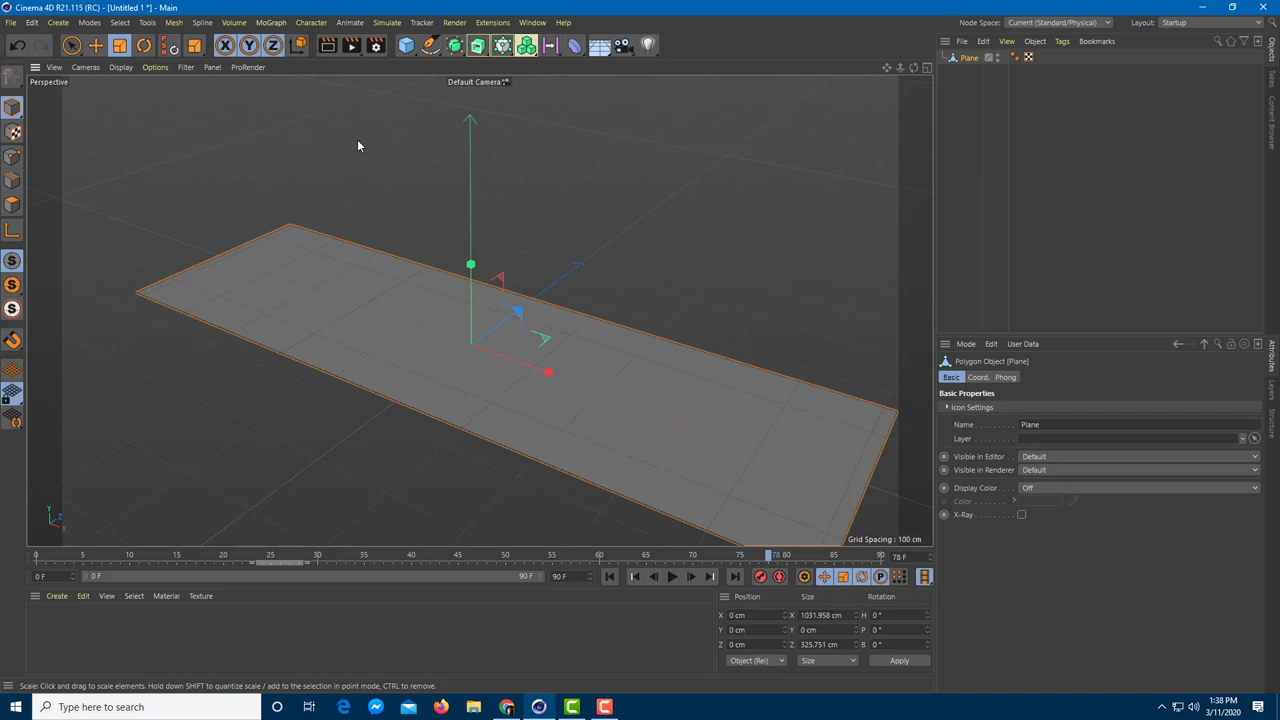 Cinema 4D R21.115 (RC) - [Untitled 1 *] - Main
File Edit Create Modes Select Tools Mesh Spline Volume MoGraph Character Animate Simulate Tracker Render Extensions Window Help
Node Space: Current (Standard/Physical) Layout: Startup
X Y Z
File Edit View Object Tags Bookmarks
View Cameras Display Options Filter Panel ProRender
Plane
Perspective
Default Camera
Objects
Takes
Content Browser
S
S
S
Mode Edit User Data
Polygon Object [Plane]
Basic Coord. Phong
Basic Properties
Icon Settings
Name Plane
Layer
Visible in Editor Default
Visible in Renderer Default
Display Color Off
Color
X-Ray
Attributes
Layers
Structure
Y
Z
X
Grid Spacing : 100 cm
0 5 10 15 20 25 30 35 40 45 50 55 60 65 70 75 78 80 85 90 78 F
0 F 0 F 90 F 90 F P
Create Edit View Select Material Texture
Position Size Rotation
X 0 cm X 1031.958 cm H 0 °
Y 0 cm Y 0 cm P 0 °
Z 0 cm Z 325.751 cm B 0 °
Object (Rel) Size Apply
Scale: Click and drag to scale elements. Hold down SHIFT to quantize scale / add to the selection in point mode, CTRL to remove.
Type here to search
1:38 PM
3/11/2020